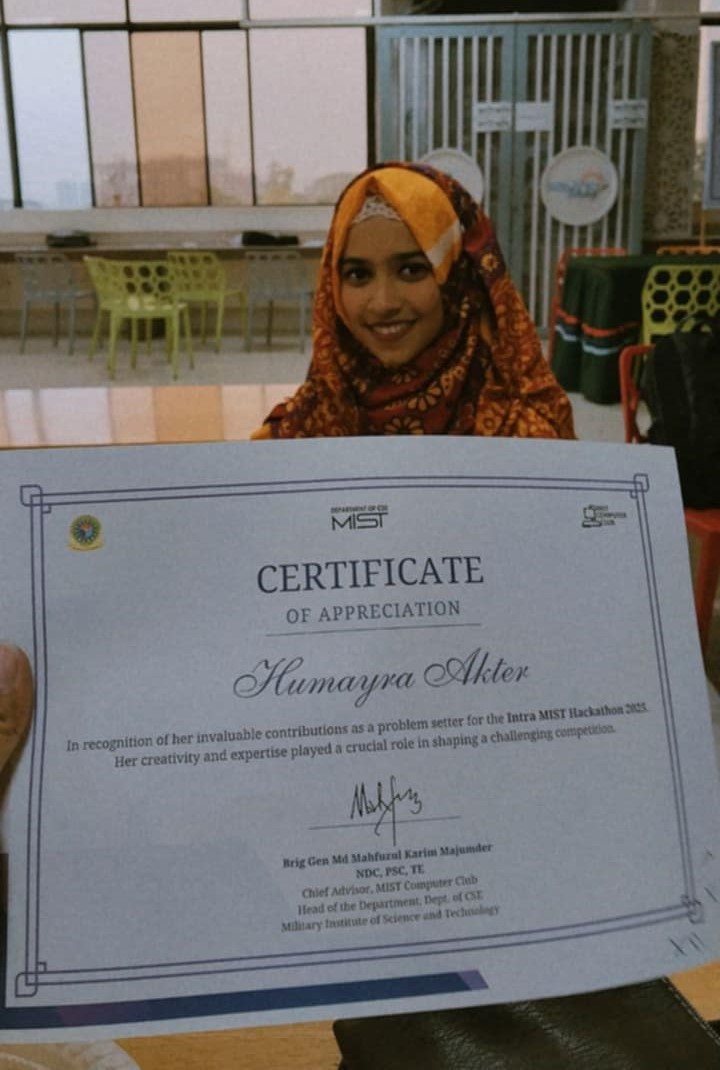 DEPARTMENT OF CSE
MIST
MIST
COMPUTER
CLUB
CERTIFICATE
OF APPRECIATION
Humayra Akter
In recognition of her invaluable contributions as a problem setter for the Intra MIST Hackathon 2025.
Her creativity and expertise played a crucial role in shaping a challenging competition.
Brig Gen Md Mahfuzul Karim Majumder
NDC, PSC, TE
Chief Advisor, MIST Computer Club
Head of the Department, Dept. of CSE
Military Institute of Science and Technology